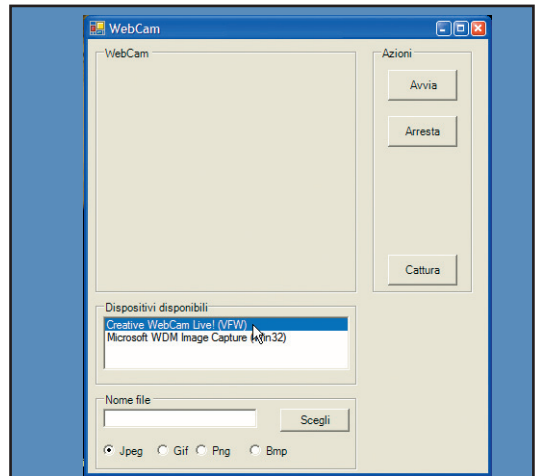 WebCam
WebCam
Azioni
Avvia
Arresta
Cattura
Dispositivi disponibili
Creative WebCam Live! (VFW)
Microsoft WDM Image Capture (Win32)
Nome file
Scegli
Jpeg Gif Png Bmp